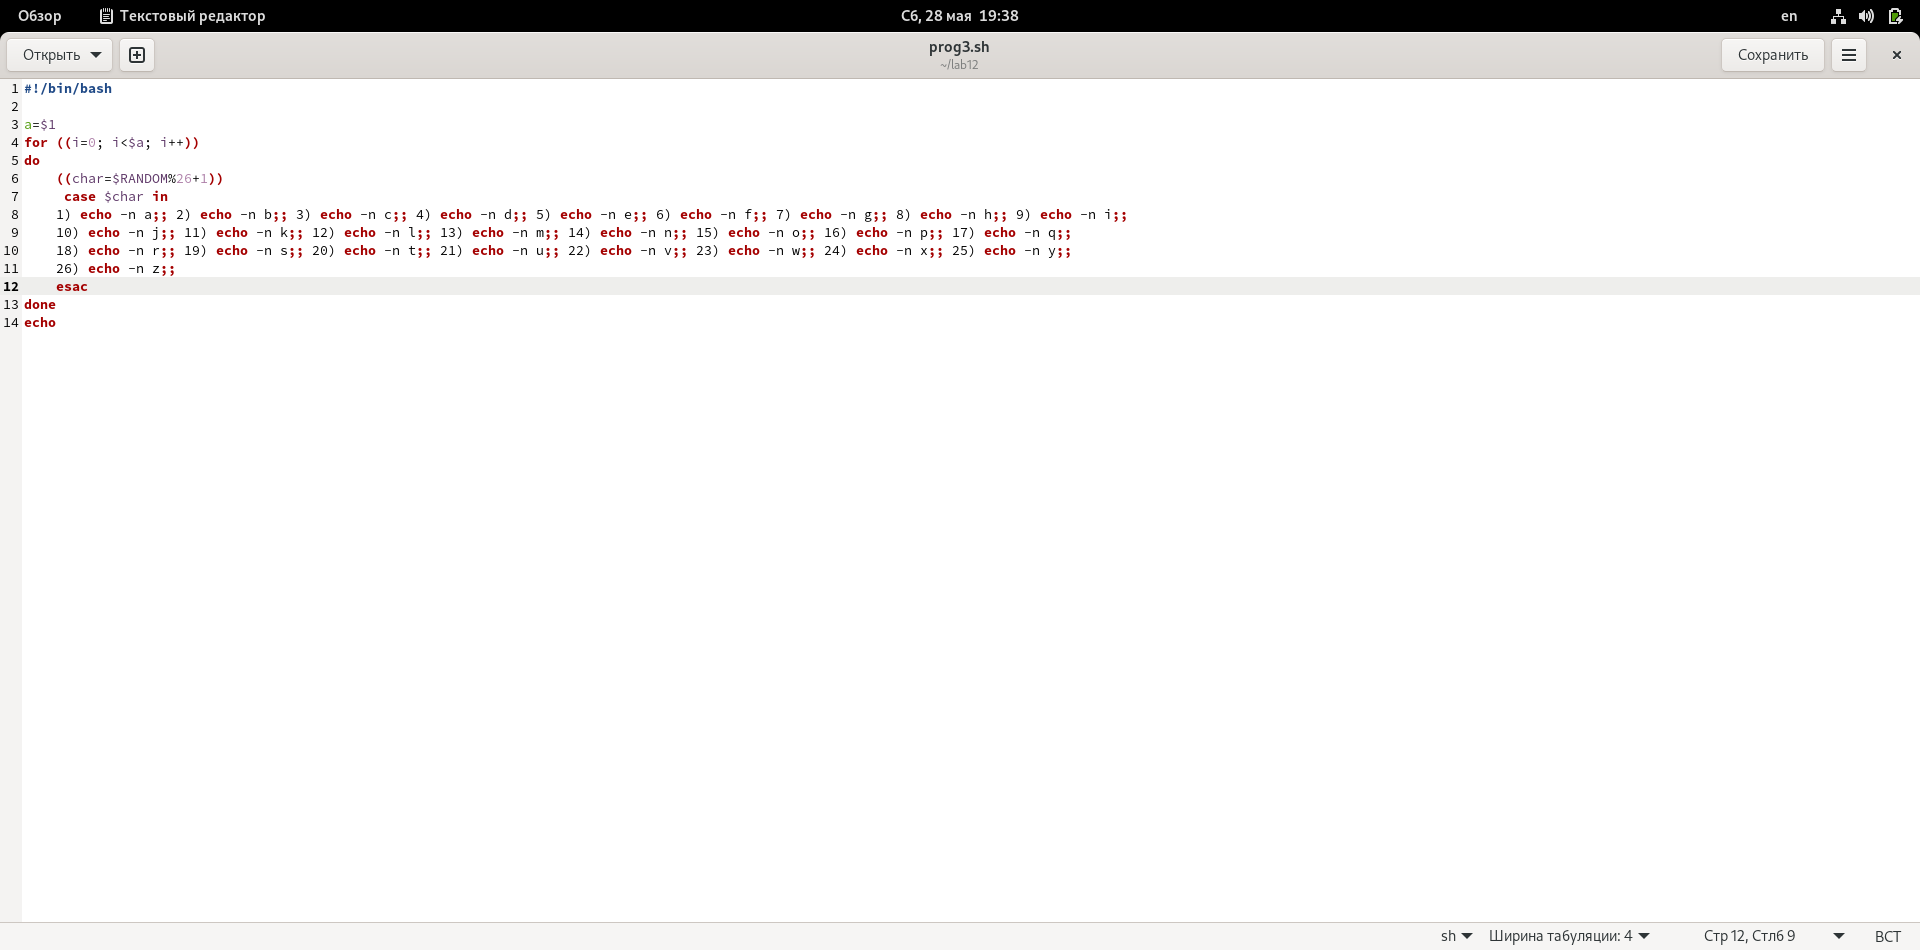 Обзор Текстовый редактор Сб, 28 мая 19:38 en
Открыть prog3.sh Сохранить
~/lab12
1 #!/bin/bash
2
3 a=$1
4 for ((i=0; i<$a; i++))
5 do
6     ((char=$RANDOM%26+1))
7      case $char in
8     1) echo -n a;; 2) echo -n b;; 3) echo -n c;; 4) echo -n d;; 5) echo -n e;; 6) echo -n f;; 7) echo -n g;; 8) echo -n h;; 9) echo -n i;;
9     10) echo -n j;; 11) echo -n k;; 12) echo -n l;; 13) echo -n m;; 14) echo -n n;; 15) echo -n o;; 16) echo -n p;; 17) echo -n q;;
10     18) echo -n r;; 19) echo -n s;; 20) echo -n t;; 21) echo -n u;; 22) echo -n v;; 23) echo -n w;; 24) echo -n x;; 25) echo -n y;;
11     26) echo -n z;;
12     esac
13 done
14 echo
sh Ширина табуляции: 4 Стр 12, Стлб 9 ВСТ